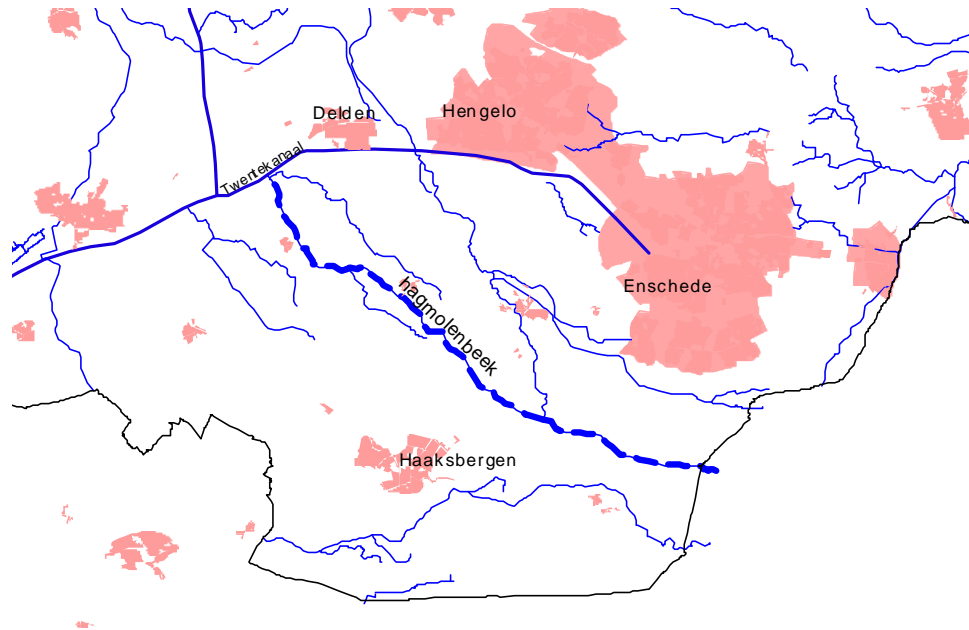 Delden
Hengelo
Twentekanaal
Enschede
hagmolenbeek
Haaksbergen